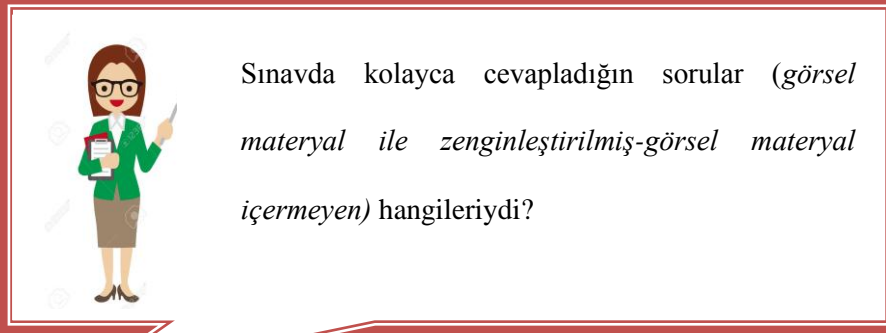 Sınavda kolayca cevapladığın sorular (görsel
materyal ile zenginleştirilmiş-görsel materyal
içermeyen) hangileriydi?